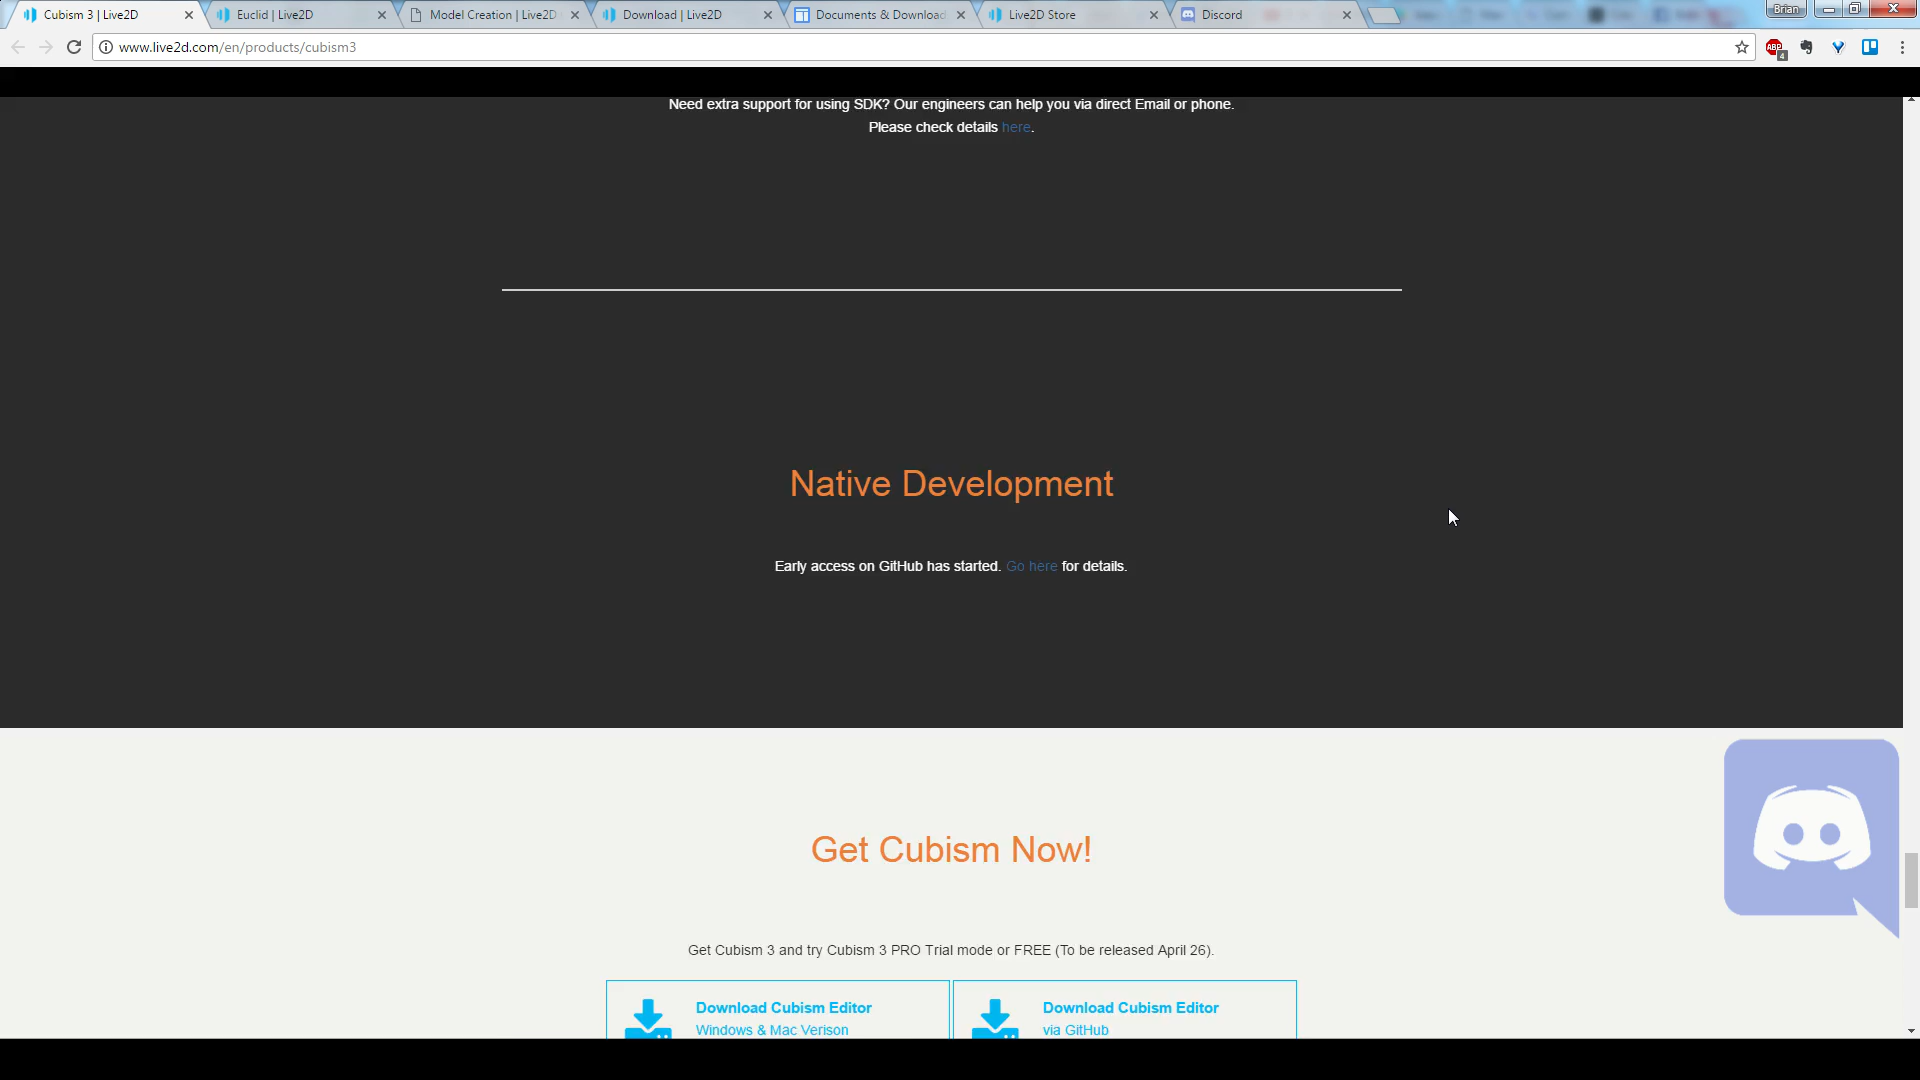 Cubism 3 | Live2D
Euclid | Live2D
Model Creation | Live2D
Download | Live2D
Documents & Download
Live2D Store
Discord
Brian
www.live2d.com/en/products/cubism3
ABP
4
Need extra support for using SDK? Our engineers can help you via direct Email or phone.
Please check details here.
Native Development
Early access on GitHub has started. Go here for details.
Get Cubism Now!
Get Cubism 3 and try Cubism 3 PRO Trial mode or FREE (To be released April 26).
Download Cubism Editor
Windows & Mac Verison
Download Cubism Editor
via GitHub